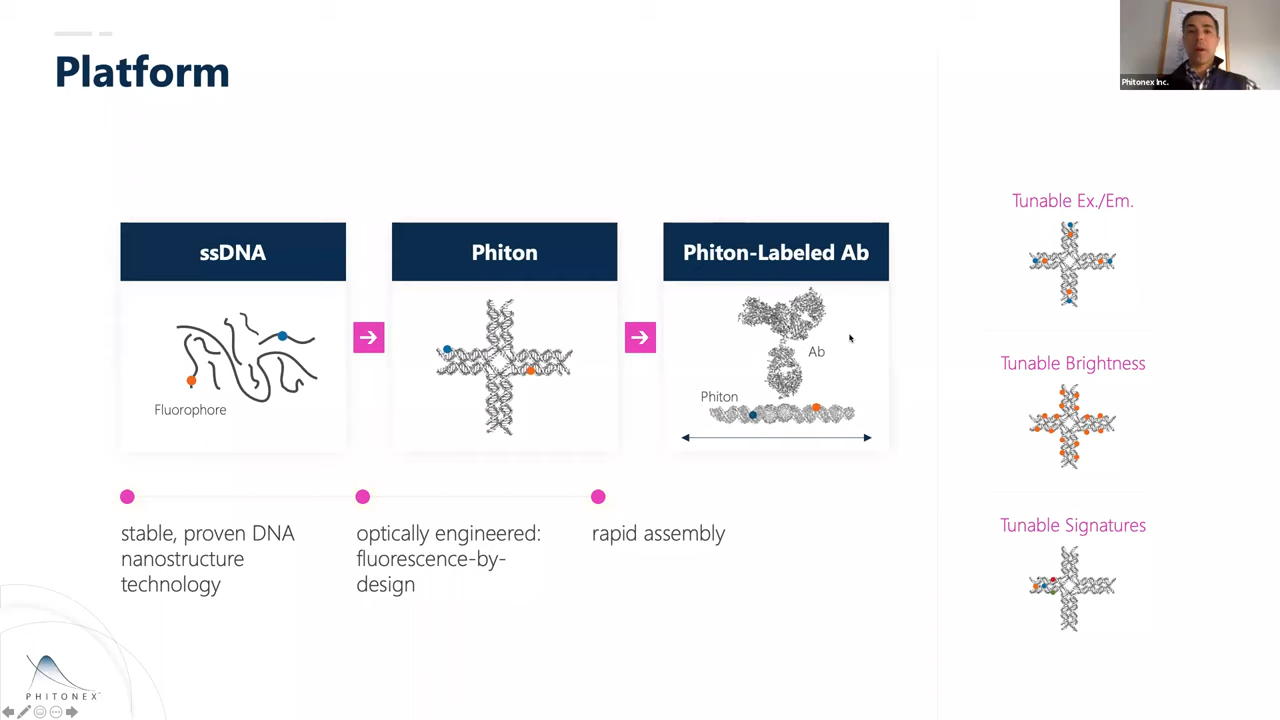 Platform
Phitonex Inc.
ssDNA
Fluorophore
Phiton
Phiton-Labeled Ab
Ab
Phiton
stable, proven DNA
nanostructure
technology
optically engineered:
fluorescence-by-
design
rapid assembly
Tunable Ex./Em.
Tunable Brightness
Tunable Signatures
PHITONEX